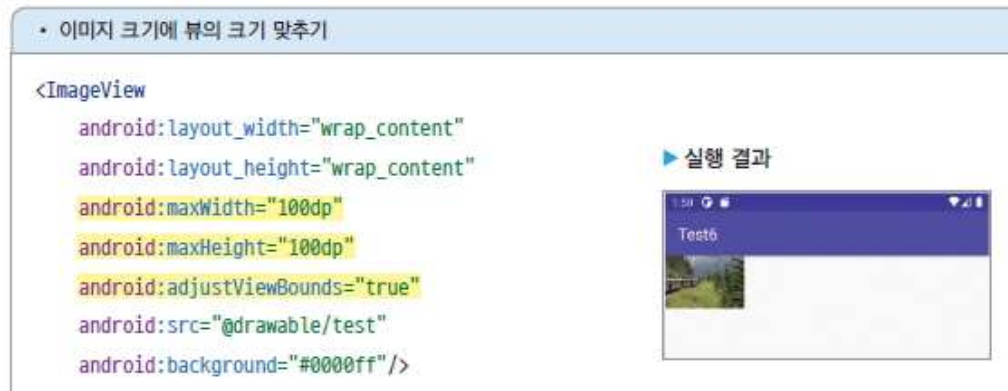 • 이미지 크기에 뷰의 크기 맞추기
<ImageView
android:layout_width="wrap_content"
android:layout_height="wrap_content"
android:maxWidth="100dp"
android:maxHeight="100dp"
android:adjustViewBounds="true"
android:src="@drawable/test"
android:background="#0000ff"/>
▶ 실행 결과
Test6